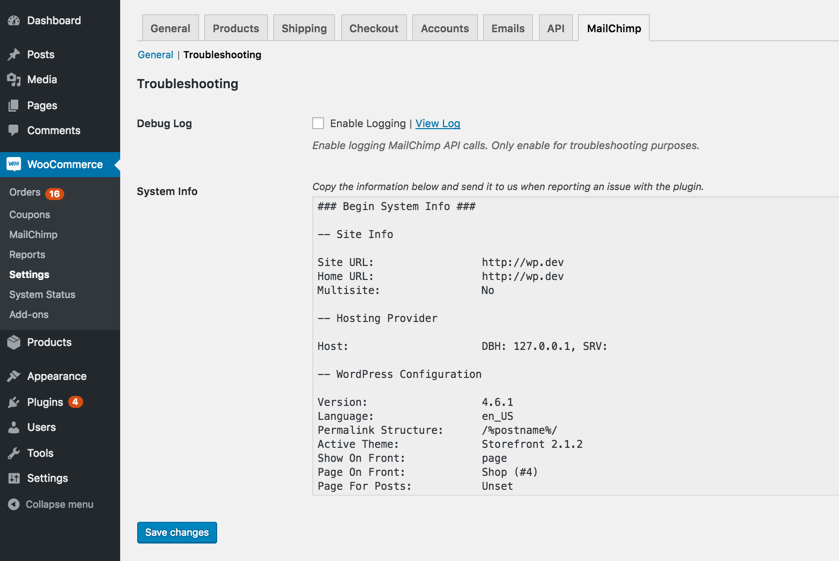 Dashboard
Posts
Media
Pages
Comments
WOO WooCommerce
Orders 16
Coupons
MailChimp
Reports
Settings
System Status
Add-ons
Products
Appearance
Plugins 4
Users
Tools
Settings
Collapse menu
General Products Shipping Checkout Accounts Emails API MailChimp
General | Troubleshooting
Troubleshooting
Debug Log
Enable Logging | View Log
Enable logging MailChimp API calls. Only enable for troubleshooting purposes.
System Info
Copy the information below and send it to us when reporting an issue with the plugin.
### Begin System Info ###
-- Site Info
Site URL: http://wp.dev
Home URL: http://wp.dev
Multisite: No
-- Hosting Provider
Host: DBH: 127.0.0.1, SRV:
-- WordPress Configuration
Version: 4.6.1
Language: en_US
Permalink Structure: /%postname%/
Active Theme: Storefront 2.1.2
Show On Front: page
Page On Front: Shop (#4)
Page For Posts: Unset
Save changes